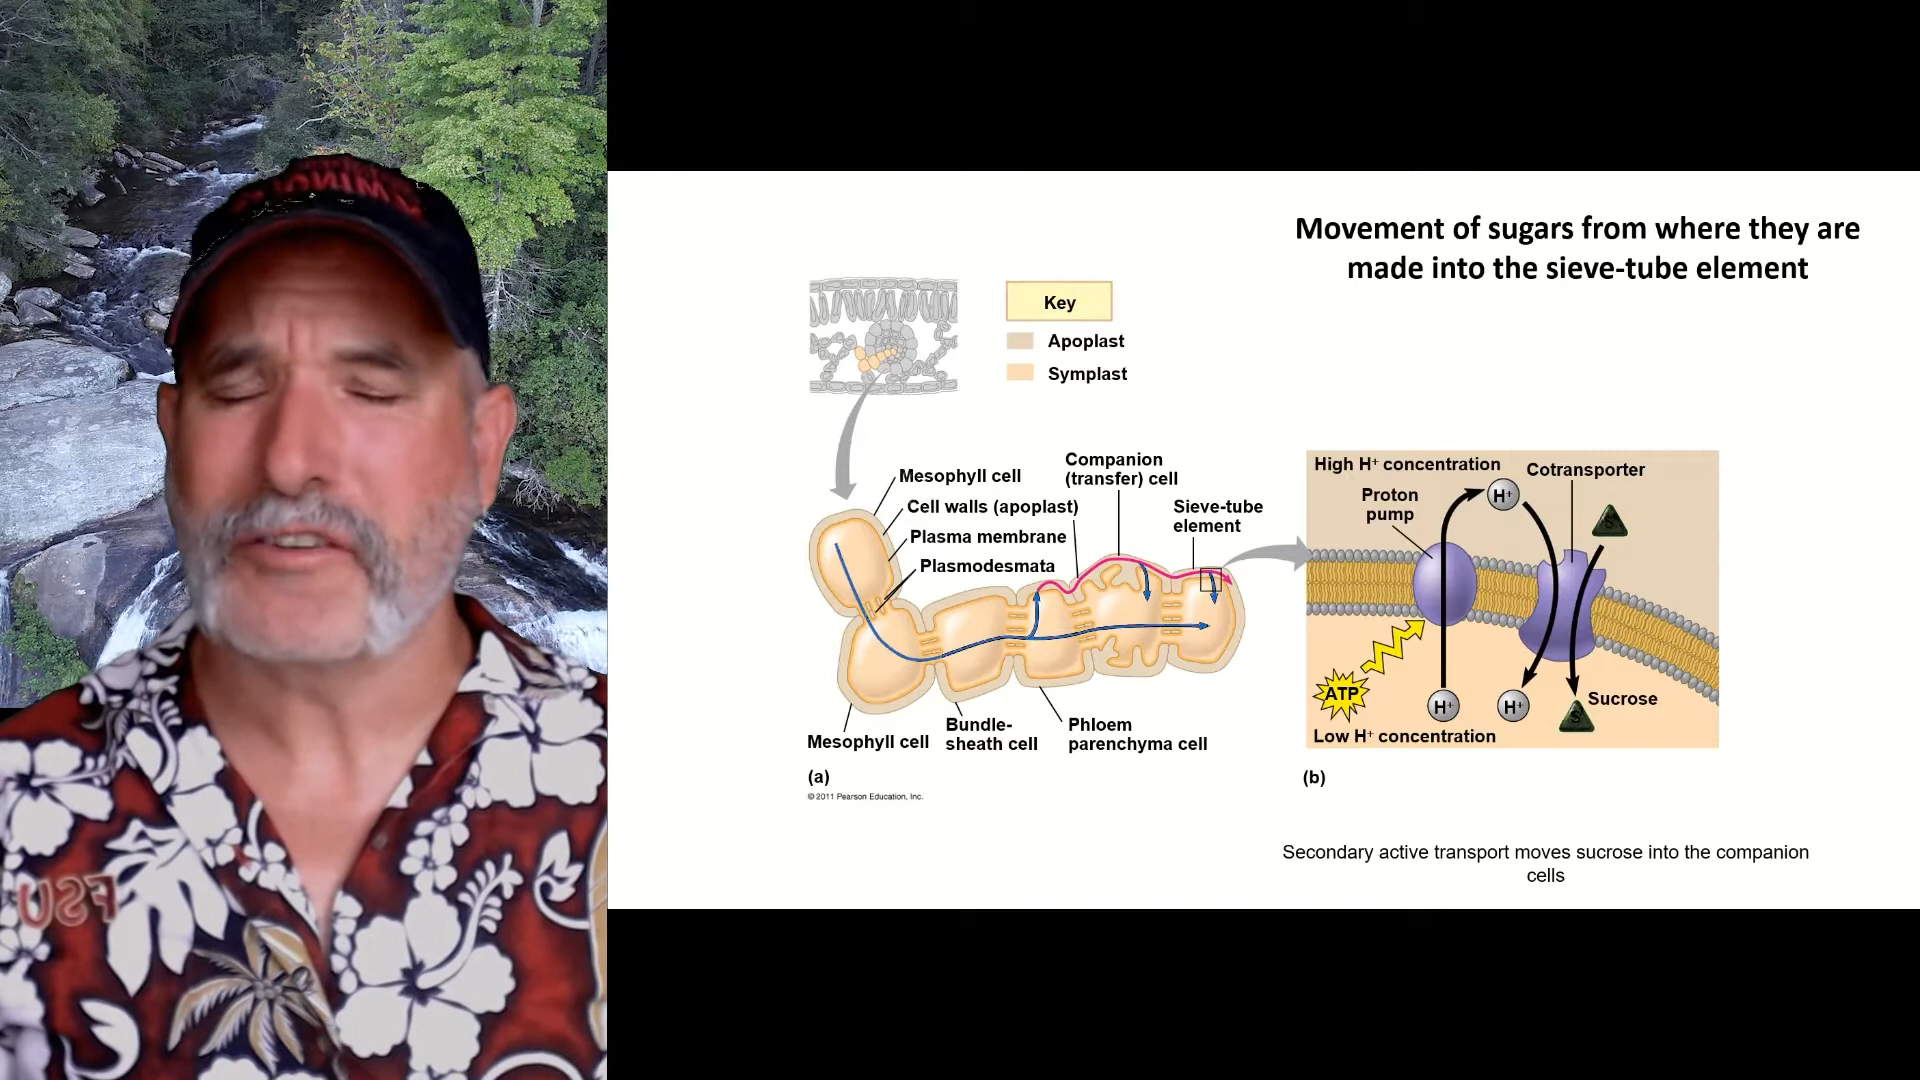 Movement of sugars from where they are
made into the sieve-tube element
Key
Apoplast
Symplast
Mesophyll cell
Cell walls (apoplast)
Plasma membrane
Plasmodesmata
Companion
(transfer) cell
Sieve-tube
element
Mesophyll cell
Bundle-
sheath cell
Phloem
parenchyma cell
(a)
© 2011 Pearson Education, Inc.
High H⁺ concentration
Cotransporter
Proton
pump
H⁺
S
ATP
H⁺
H⁺
S
Sucrose
Low H⁺ concentration
(b)
Secondary active transport moves sucrose into the companion
cells
FSU